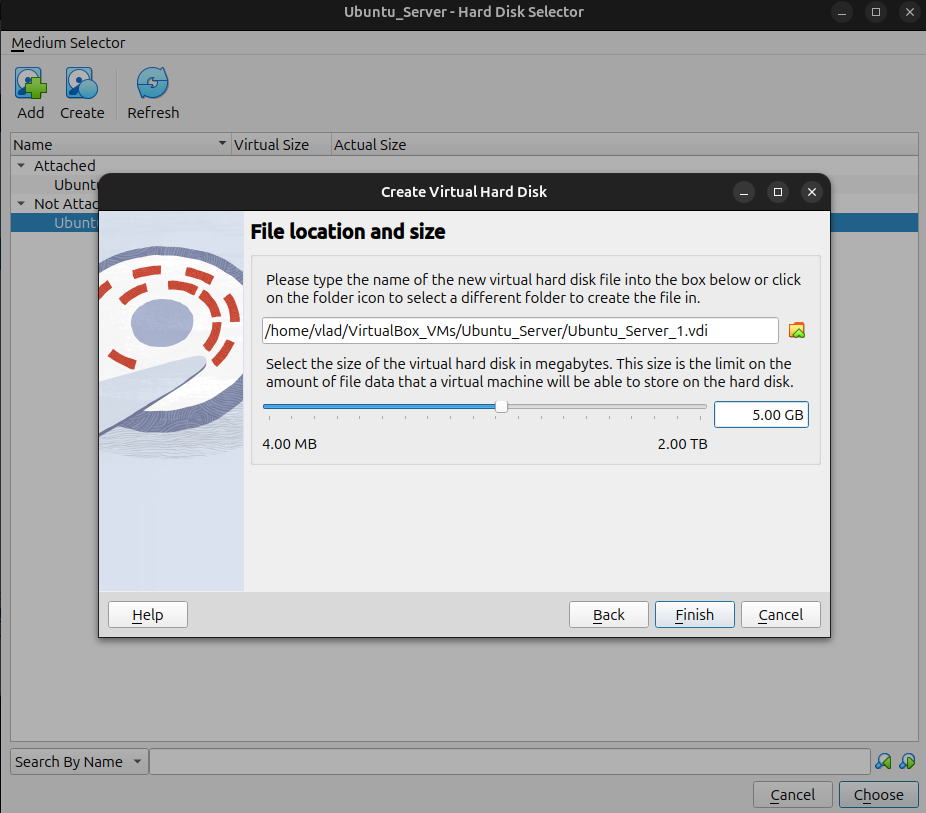 Ubuntu_Server - Hard Disk Selector
Medium Selector
Add
Create
Refresh
Name
Virtual Size
Actual Size
Attached
Create Virtual Hard Disk
File location and size
Please type the name of the new virtual hard disk file into the box below or click
on the folder icon to select a different folder to create the file in.
/home/vlad/VirtualBox_VMs/Ubuntu_Server/Ubuntu_Server_1.vdi
Select the size of the virtual hard disk in megabytes. This size is the limit on the
amount of file data that a virtual machine will be able to store on the hard disk.
5.00 GB
4.00 MB
2.00 TB
Help
Back
Finish
Cancel
Search By Name
Cancel
Choose